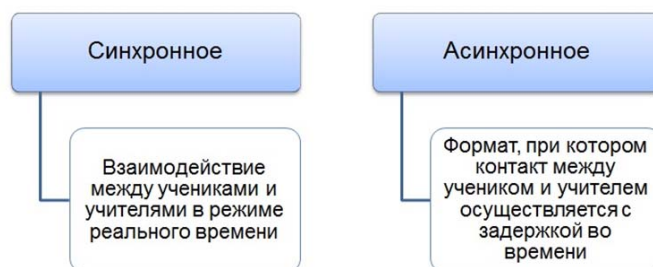 Синхронное
Взаимодействие
между учениками и
учителями в режиме
реального времени
Асинхронное
Формат, при котором
контакт между
учеником и учителем
осуществляется с
задержкой во
времени